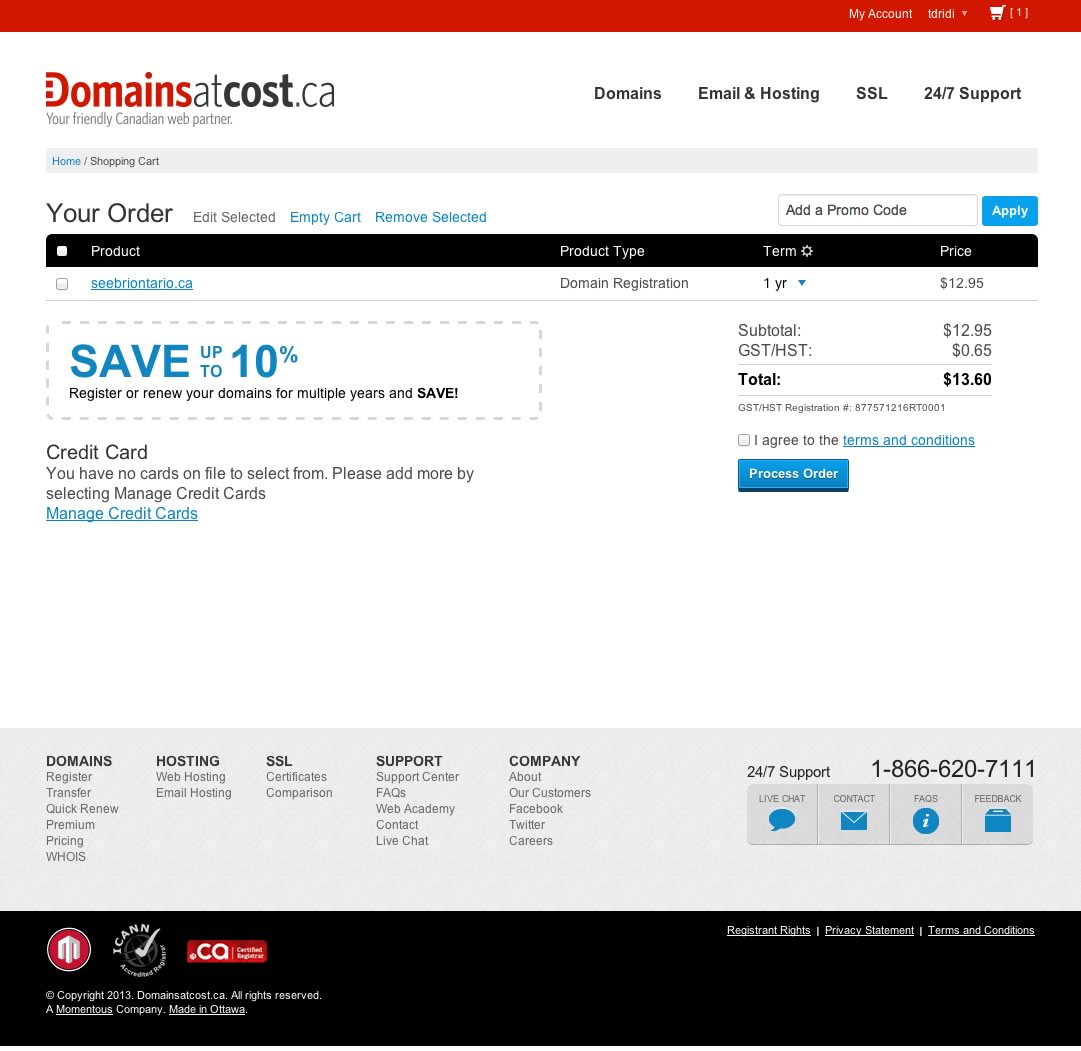 My Account tdridi ▼ [ 1 ]
Domainsatcost.ca
Your friendly Canadian web partner.
Domains Email & Hosting SSL 24/7 Support
Home / Shopping Cart
Your Order Edit Selected Empty Cart Remove Selected Add a Promo Code Apply
Product Product Type Term Price
seebriontario.ca Domain Registration 1 yr ▼ $12.95
SAVE UP TO 10%
Register or renew your domains for multiple years and SAVE!
Subtotal: $12.95
GST/HST: $0.65
Total: $13.60
GST/HST Registration #: 877571216RT0001
I agree to the terms and conditions
Process Order
Credit Card
You have no cards on file to select from. Please add more by
selecting Manage Credit Cards
Manage Credit Cards
DOMAINS
Register
Transfer
Quick Renew
Premium
Pricing
WHOIS
HOSTING
Web Hosting
Email Hosting
SSL
Certificates
Comparison
SUPPORT
Support Center
FAQs
Web Academy
Contact
Live Chat
COMPANY
About
Our Customers
Facebook
Twitter
Careers
24/7 Support 1-866-620-7111
LIVE CHAT CONTACT FAQS FEEDBACK
ICANN
Accredited Registrar
.ca Certified
Registrar
Registrant Rights | Privacy Statement | Terms and Conditions
© Copyright 2013. Domainsatcost.ca. All rights reserved.
A Momentous Company. Made in Ottawa.